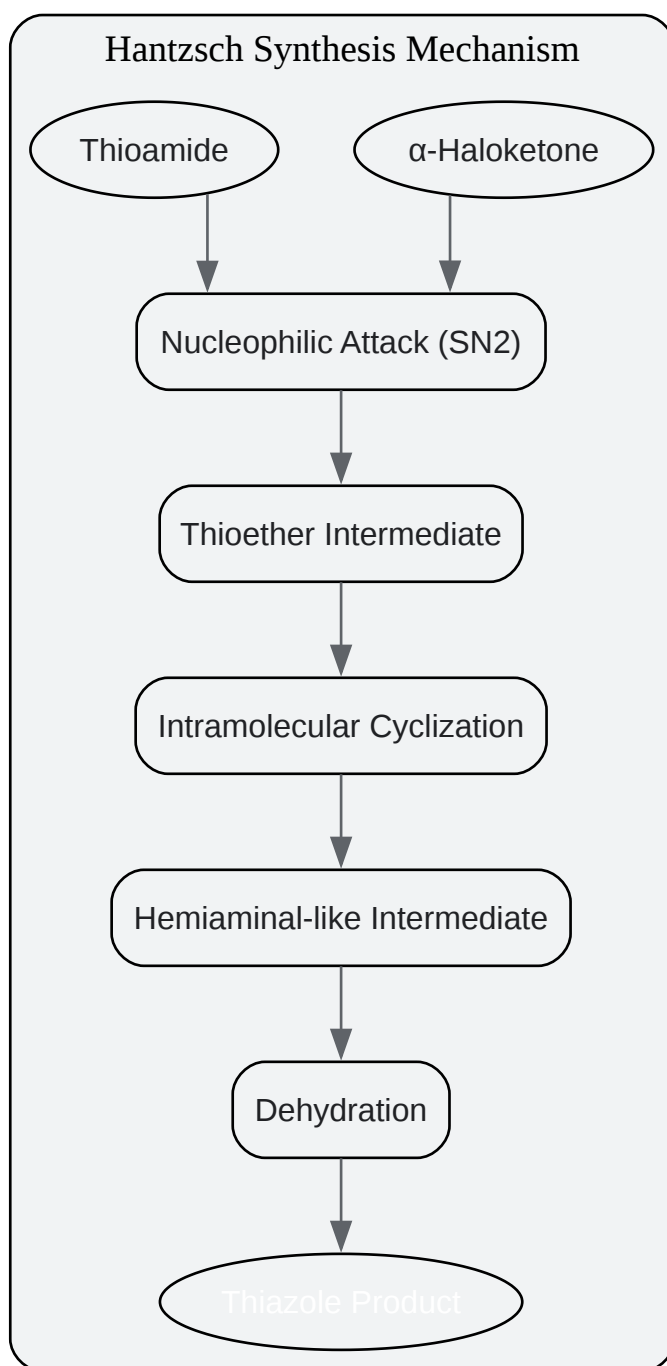 Hantzsch Synthesis Mechanism
Thioamide
α-Haloketone
Nucleophilic Attack (SN2)
Thioether Intermediate
Intramolecular Cyclization
Hemiaminal-like Intermediate
Dehydration
Thiazole Product